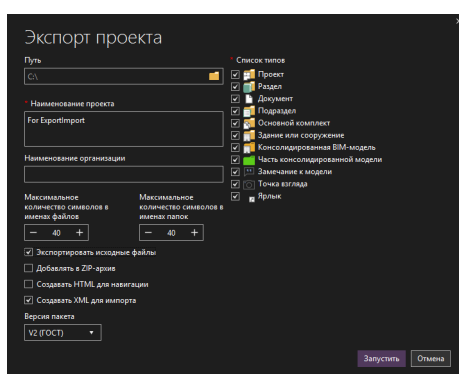 Экспорт проекта
Путь
C:\
* Наименование проекта
For ExportImport
Наименование организации
Максимальное
количество символов в
именах файлов
— 40 +
Максимальное
количество символов в
именах папок
— 40 +
Экспортировать исходные файлы
Добавлять в ZIP-архив
Создавать HTML для навигации
Создавать XML для импорта
Версия пакета
V2 (ГОСТ)
* Список типов
Проект
Раздел
Документ
Подраздел
Основной комплект
Здание или сооружение
Консолидированная BIM-модель
Часть консолидированной модели
Замечание к модели
Точка взгляда
Ярлык
Запустить
Отмена